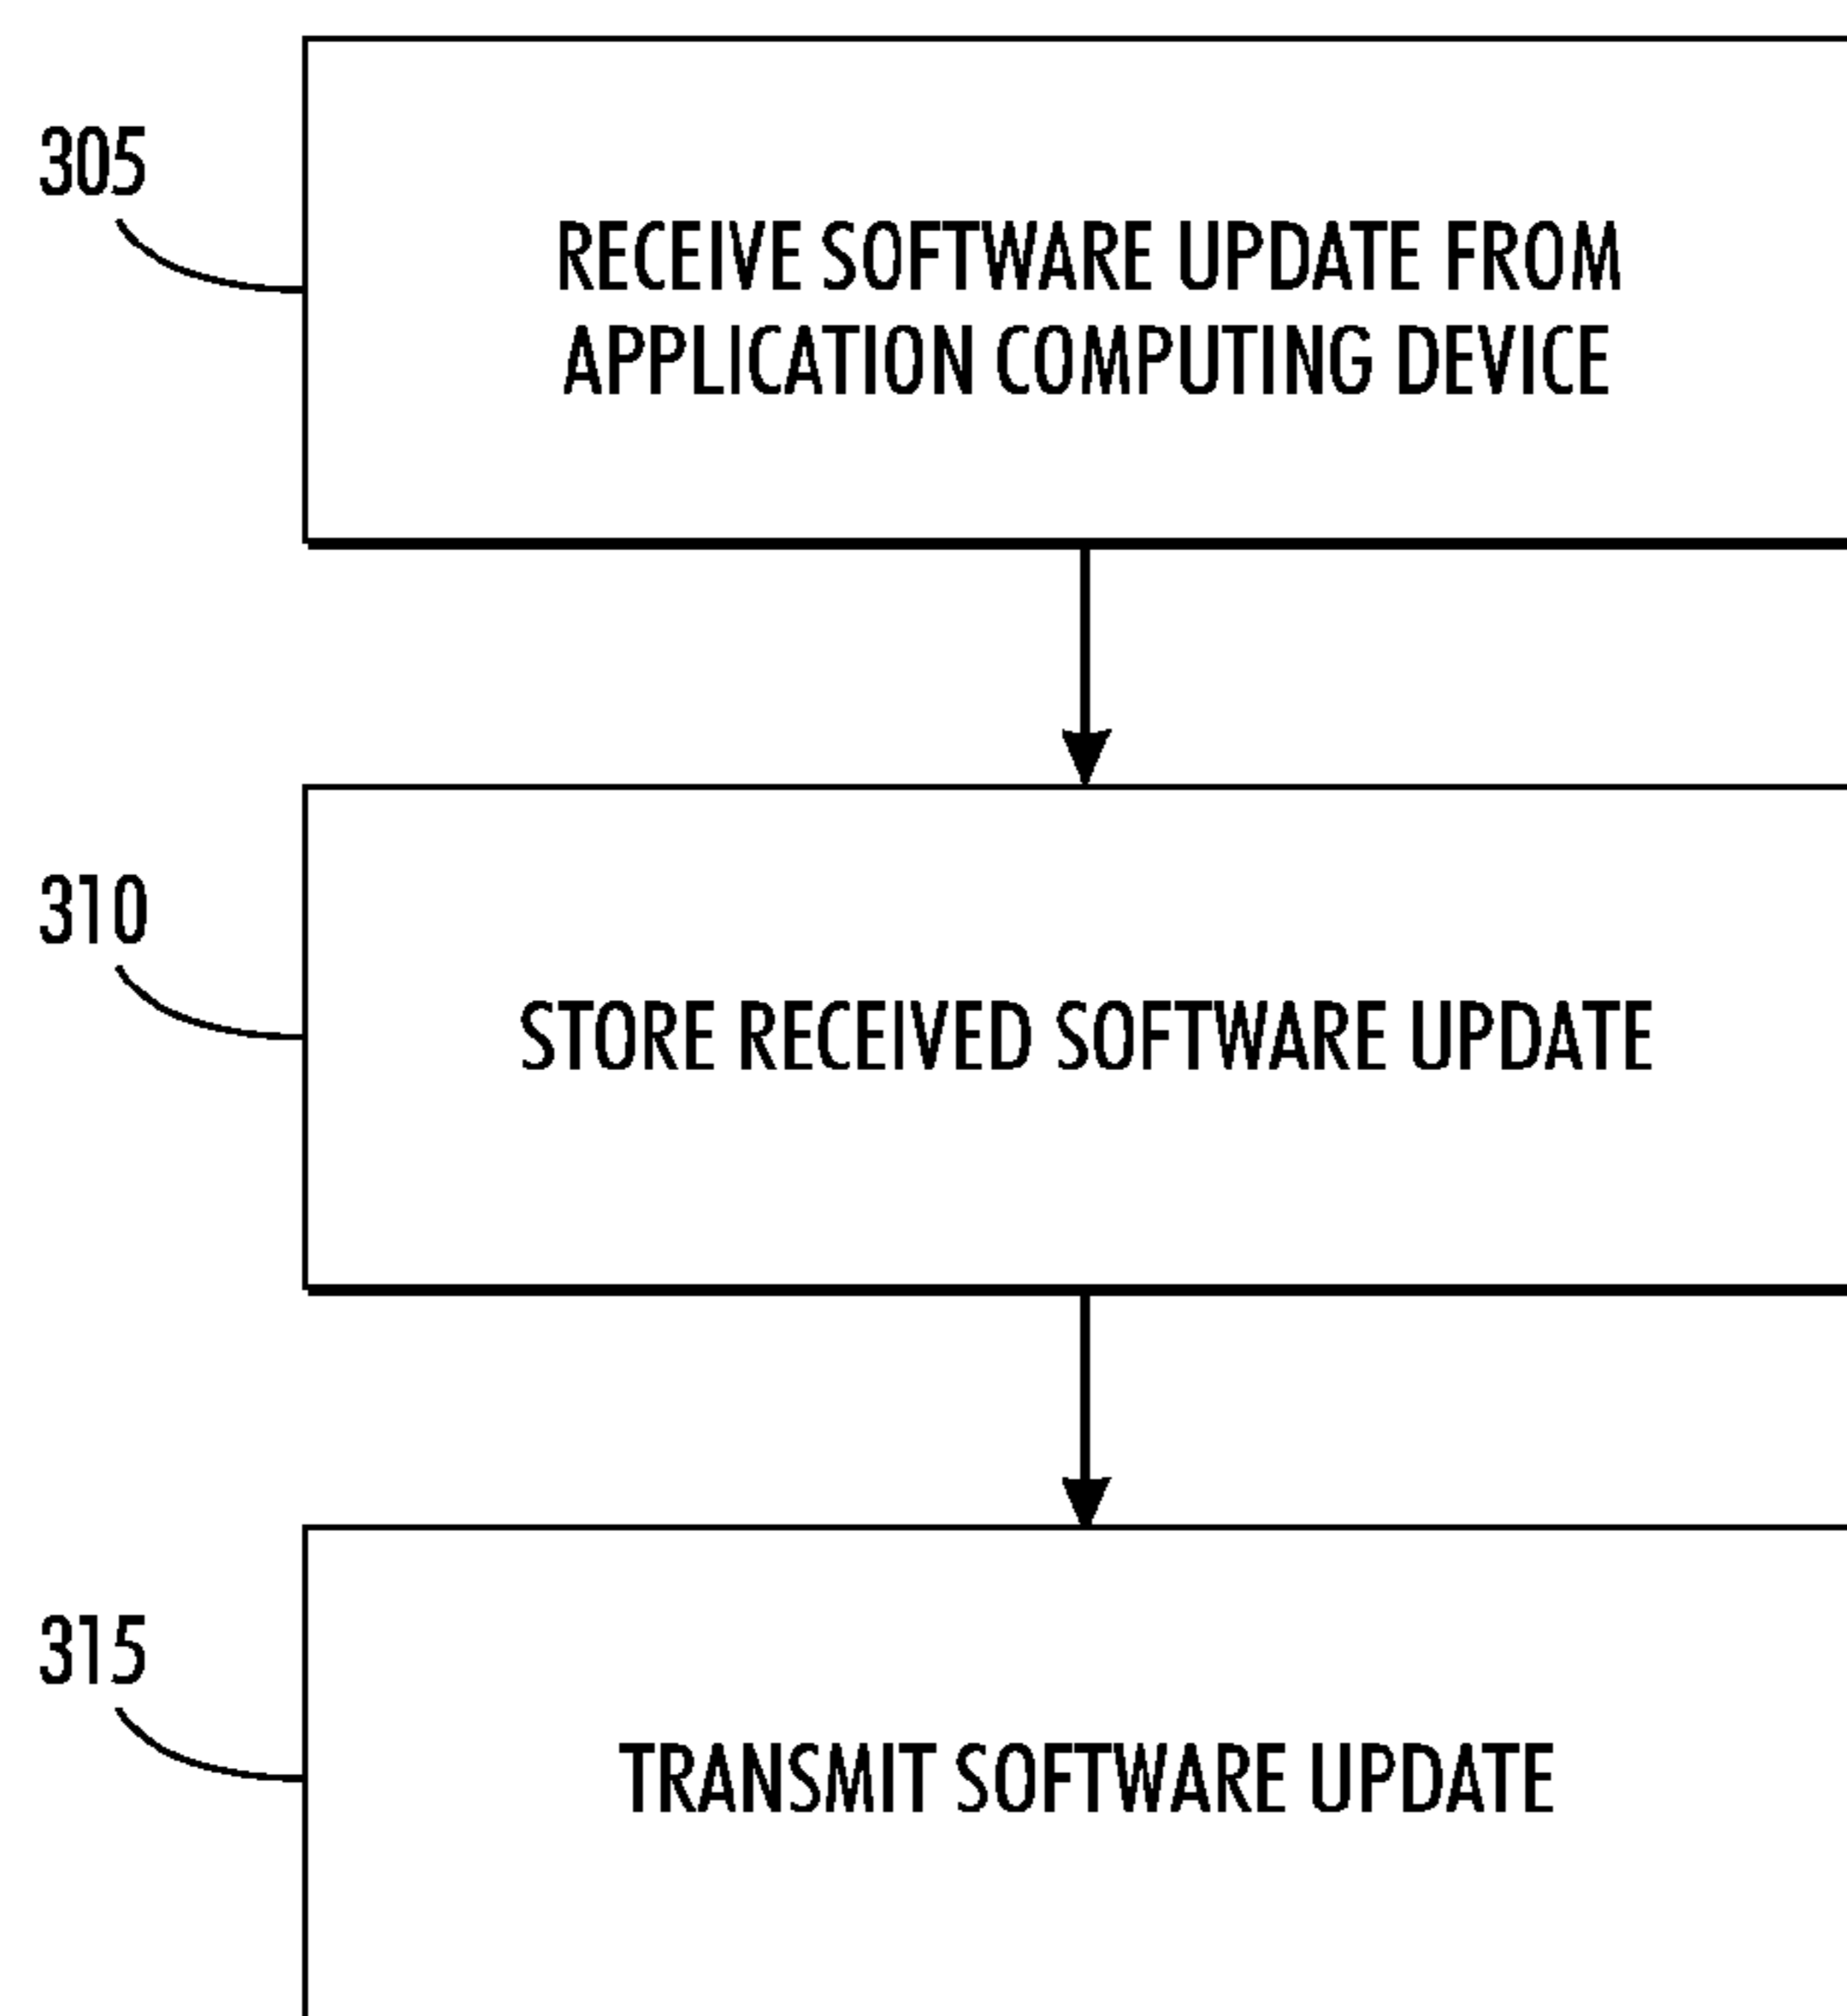 305
RECEIVE SOFTWARE UPDATE FROM
APPLICATION COMPUTING DEVICE
310
STORE RECEIVED SOFTWARE UPDATE
315
TRANSMIT SOFTWARE UPDATE